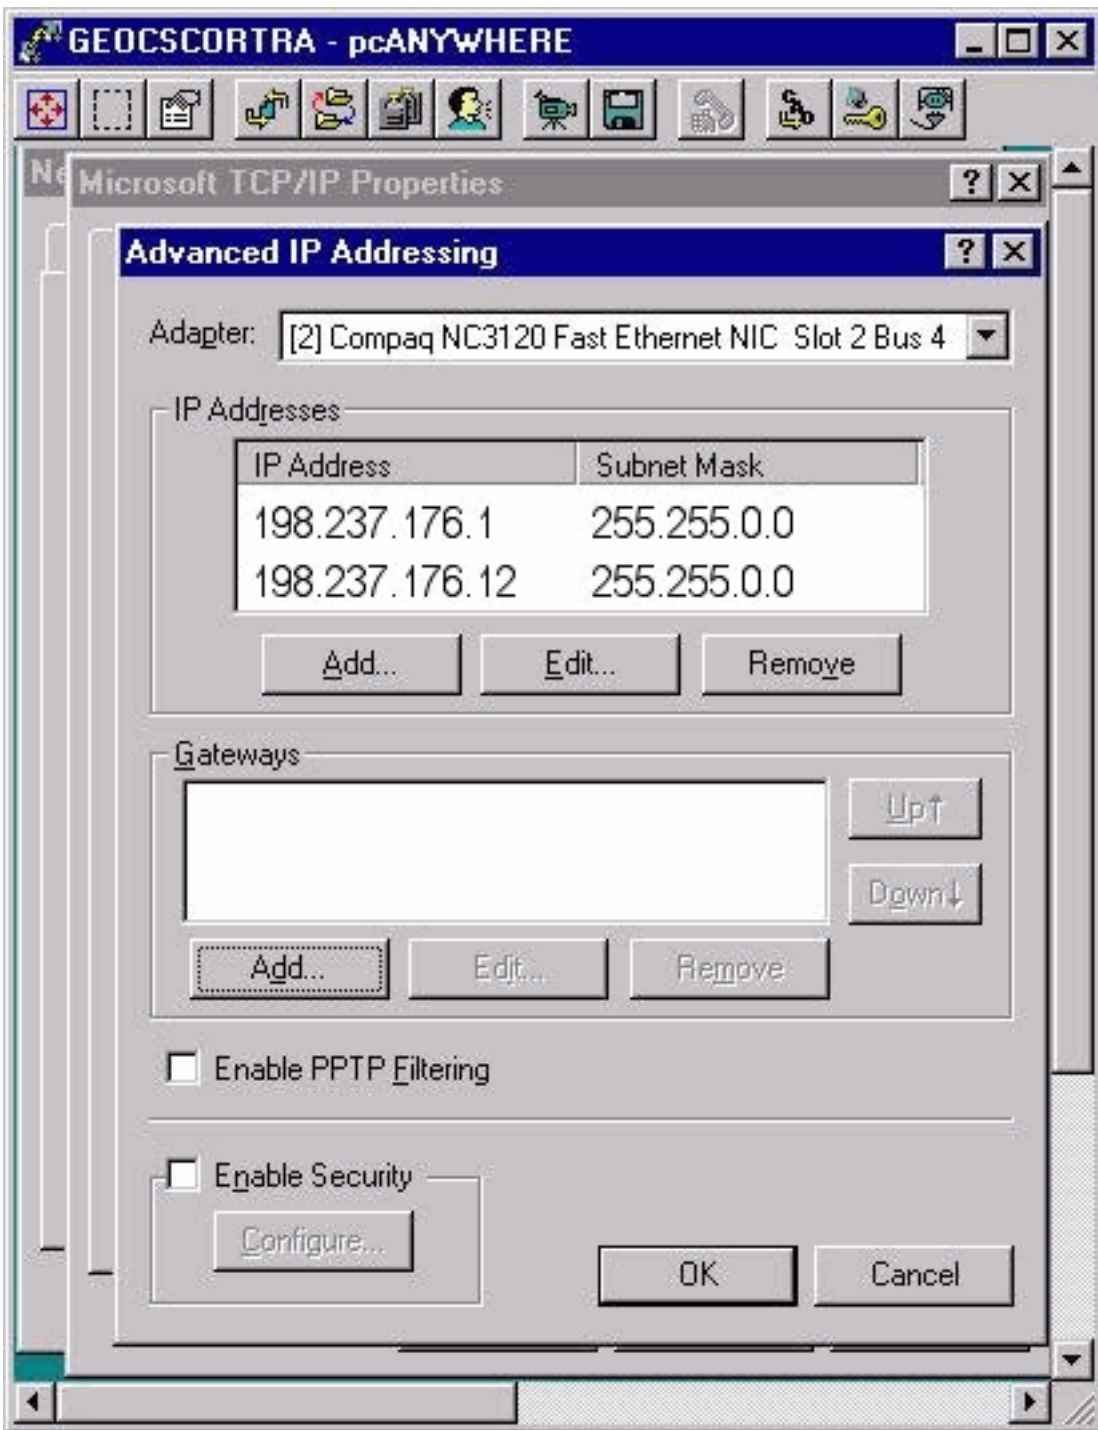 GEOCSCORTRA - pcANYWHERE
Ne
Microsoft TCP/IP Properties
Advanced IP Addressing
Adapter: [2] Compaq NC3120 Fast Ethernet NIC Slot 2 Bus 4
IP Addresses
IP Address Subnet Mask
198.237.176.1 255.255.0.0
198.237.176.12 255.255.0.0
Add... Edit... Remove
Gateways
Up↑
Down↓
Add... Edit... Remove
Enable PPTP Filtering
Enable Security
Configure...
OK Cancel